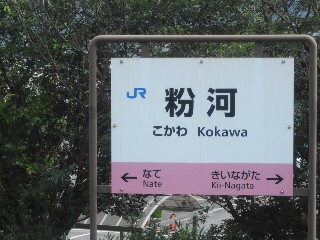 JR
粉河
こかわ Kokawa
← なて きいながた →
Nate Kii-Nagata